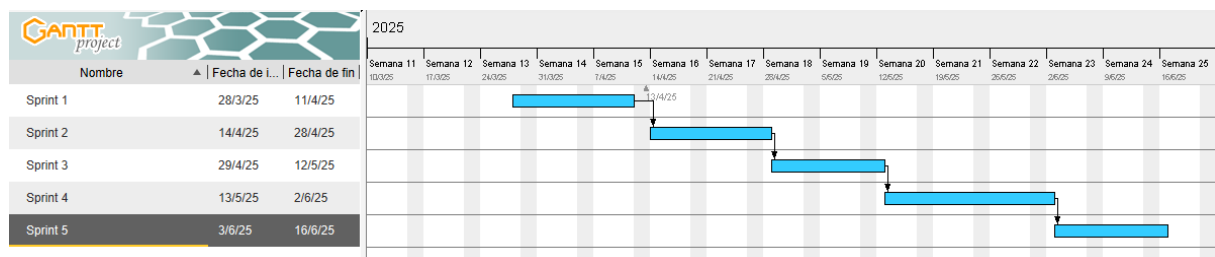 GANTT
project
2025
Nombre Fecha de i... Fecha de fin
Semana 11 Semana 12 Semana 13 Semana 14 Semana 15 Semana 16 Semana 17 Semana 18 Semana 19 Semana 20 Semana 21 Semana 22 Semana 23 Semana 24 Semana 25
10/3/25 17/3/25 24/3/25 31/3/25 7/4/25 14/4/25 21/4/25 28/4/25 5/5/25 12/5/25 19/5/25 26/5/25 2/6/25 9/6/25 16/6/25
Sprint 1 28/3/25 11/4/25
13/4/25
Sprint 2 14/4/25 28/4/25
Sprint 3 29/4/25 12/5/25
Sprint 4 13/5/25 2/6/25
Sprint 5 3/6/25 16/6/25